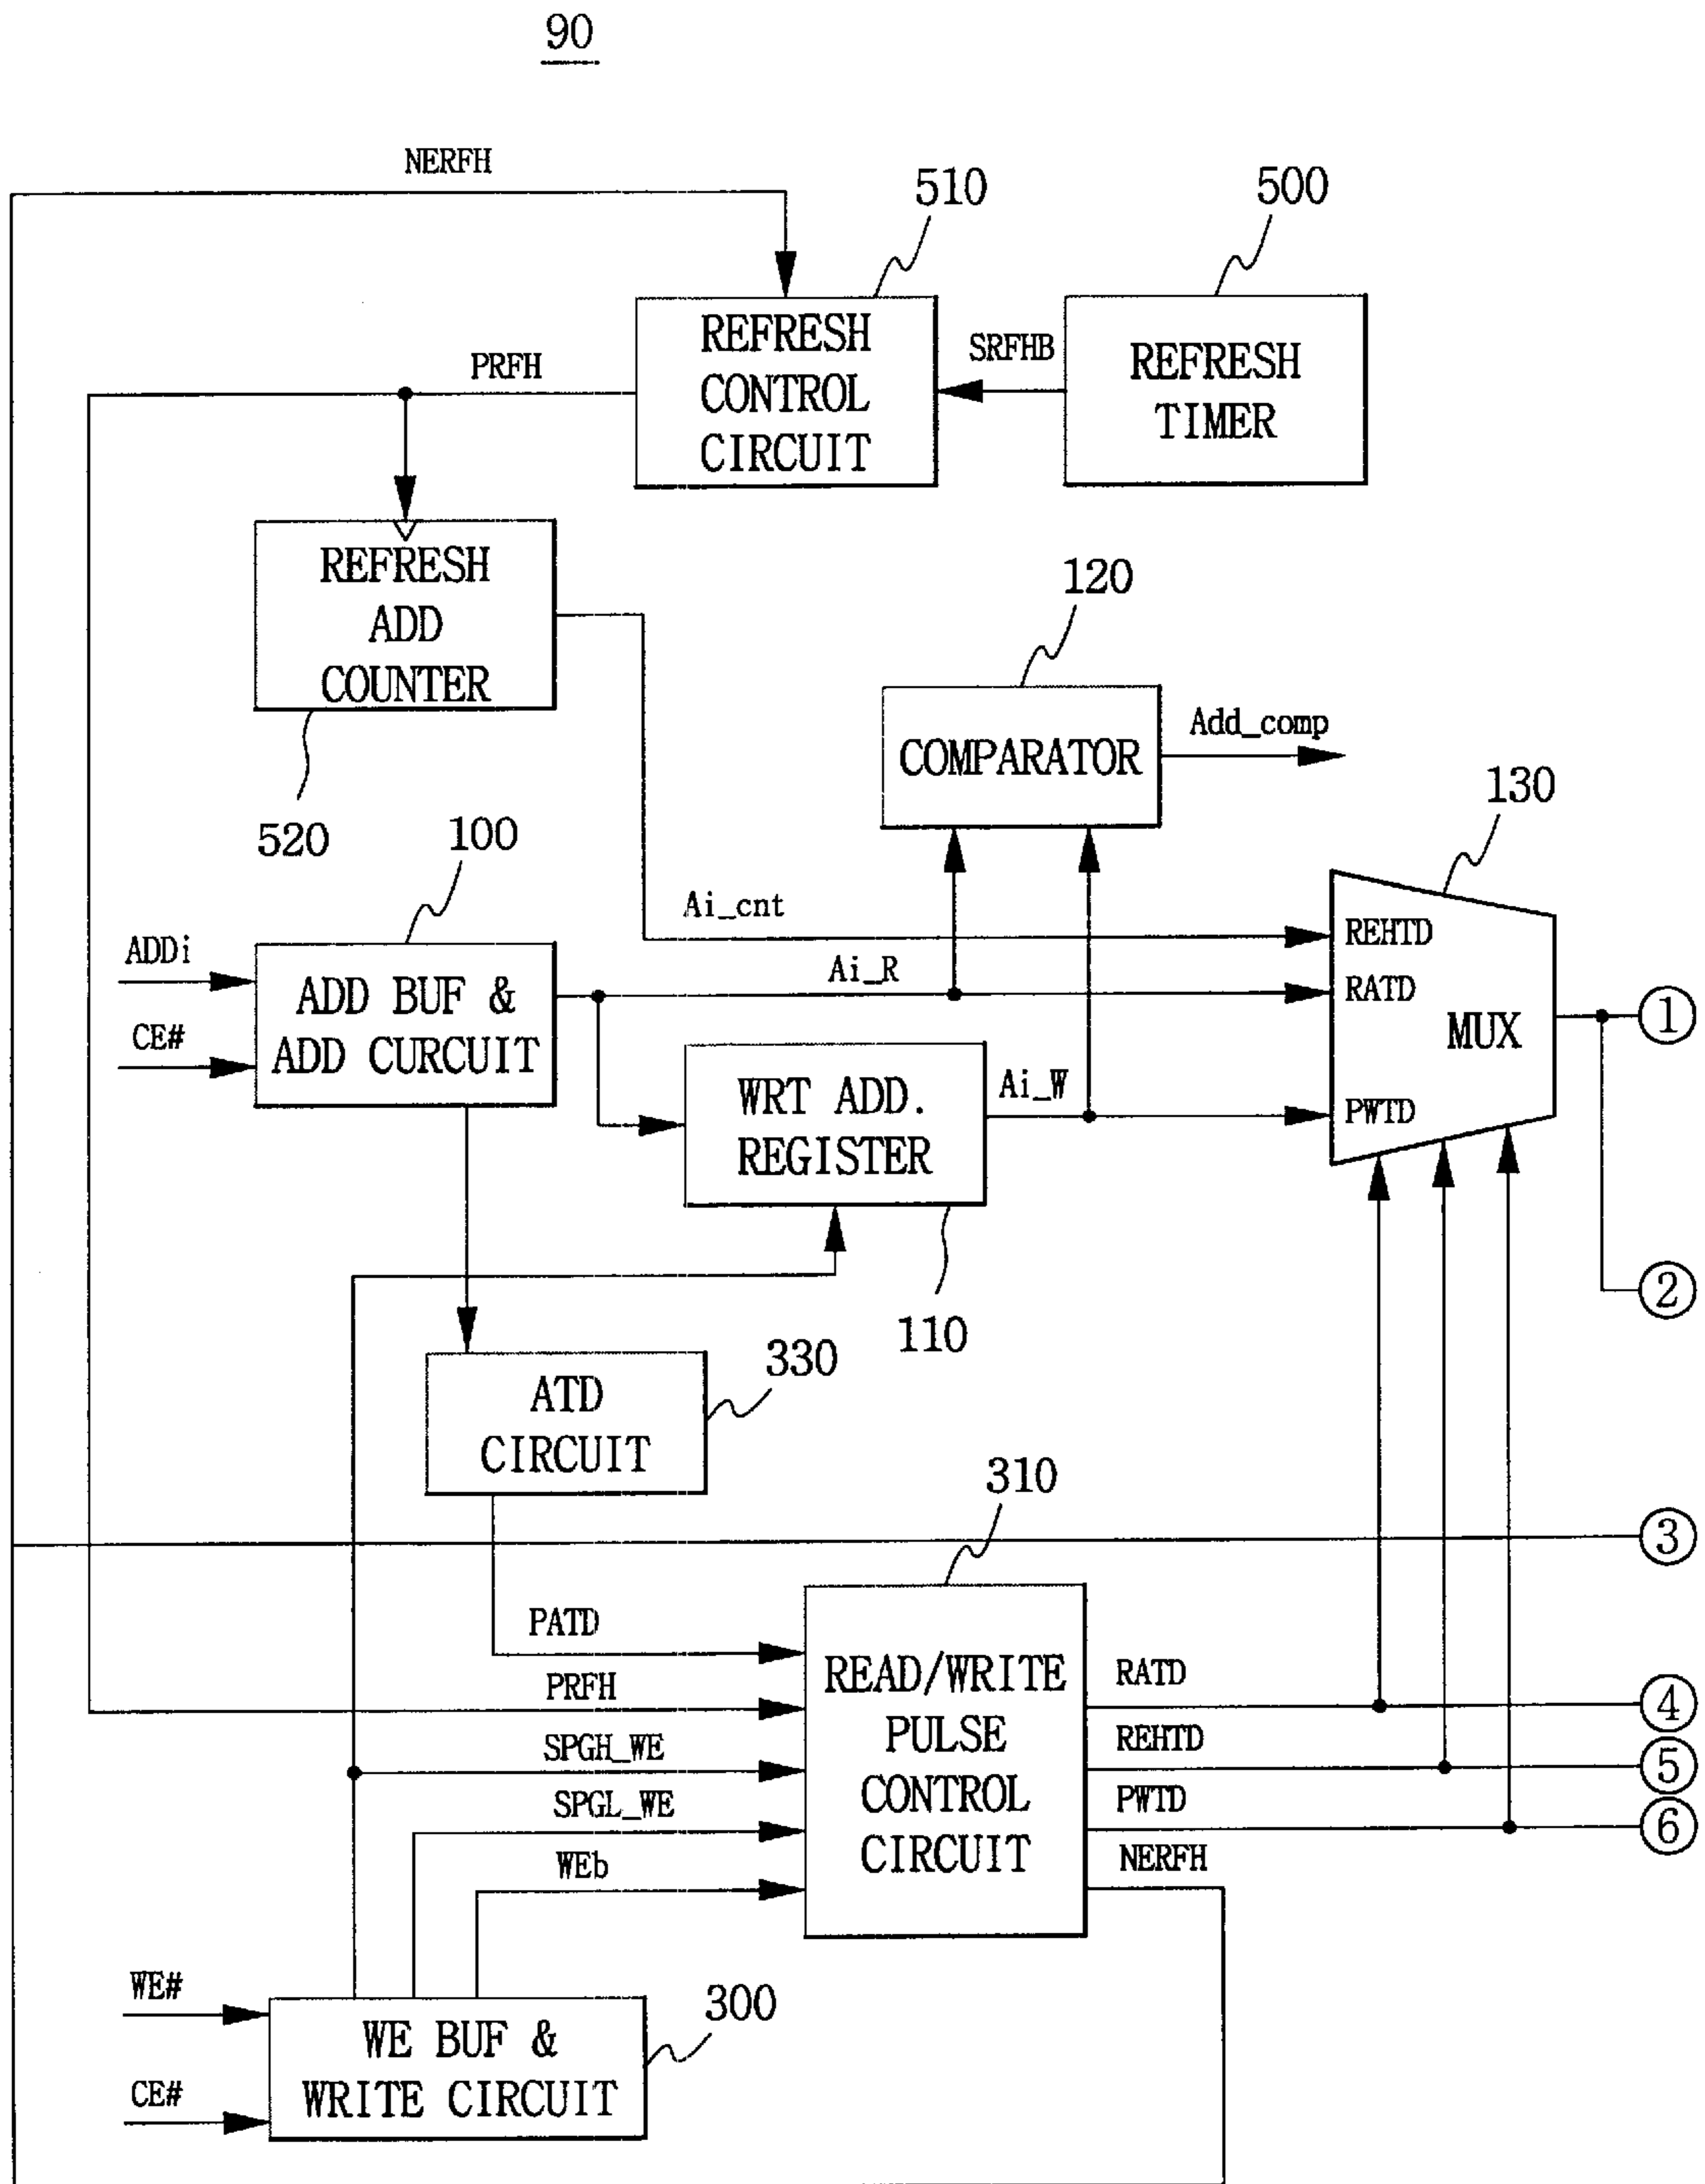 90
NERFH
510
500
REFRESH
CONTROL
CIRCUIT
SRFHB
REFRESH
TIMER
PRFH
REFRESH
ADD
COUNTER
520
120
COMPARATOR
Add_comp
130
100
Ai_cnt
REHTD
ADDi
CE#
ADD BUF &
ADD CURCUIT
Ai_R
RATD
MUX
①
WRT ADD.
REGISTER
Ai_W
PWTD
②
110
ATD
CIRCUIT
330
310
③
PATD
PRFH
SPGH_WE
SPGL_WE
WEb
READ/WRITE
PULSE
CONTROL
CIRCUIT
RATD
④
REHTD
⑤
PWTD
⑥
NERFH
WE#
CE#
WE BUF &
WRITE CIRCUIT
300